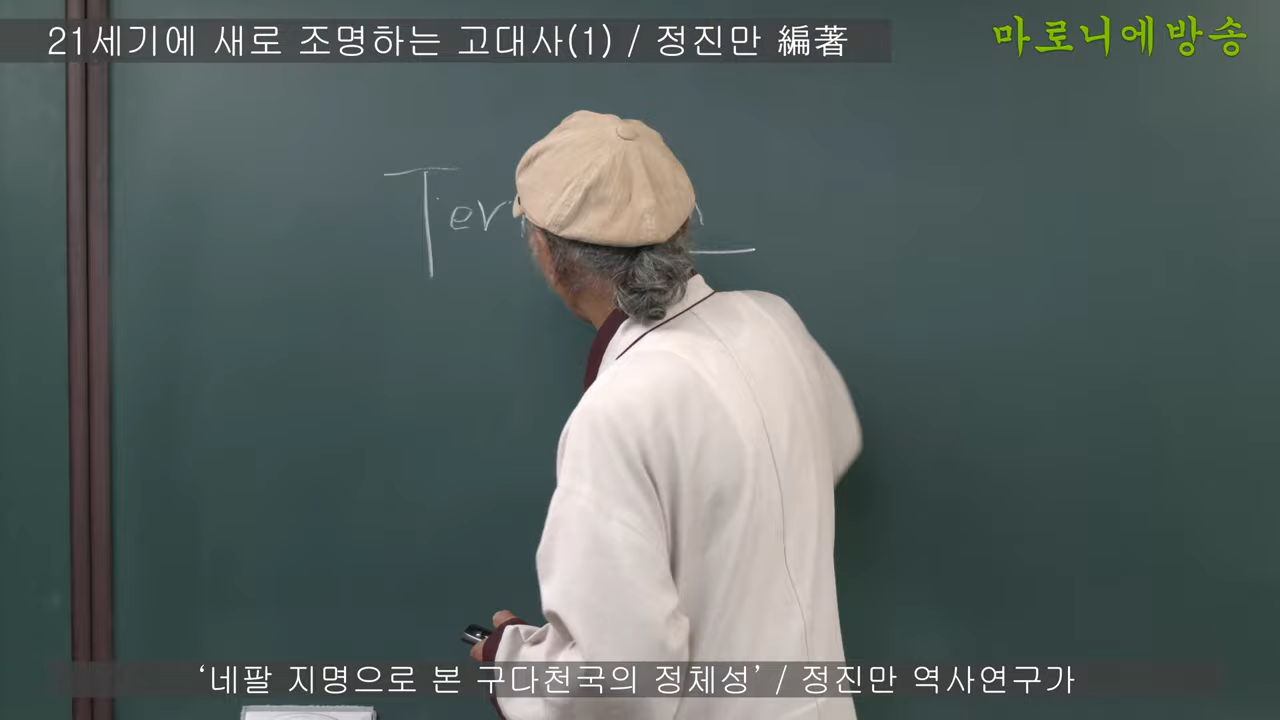 21세기에 새로 조명하는 고대사(1) / 정진만 編著
마로니에방송
Ter
‘네팔 지명으로 본 구다천국의 정체성’ / 정진만 역사연구가